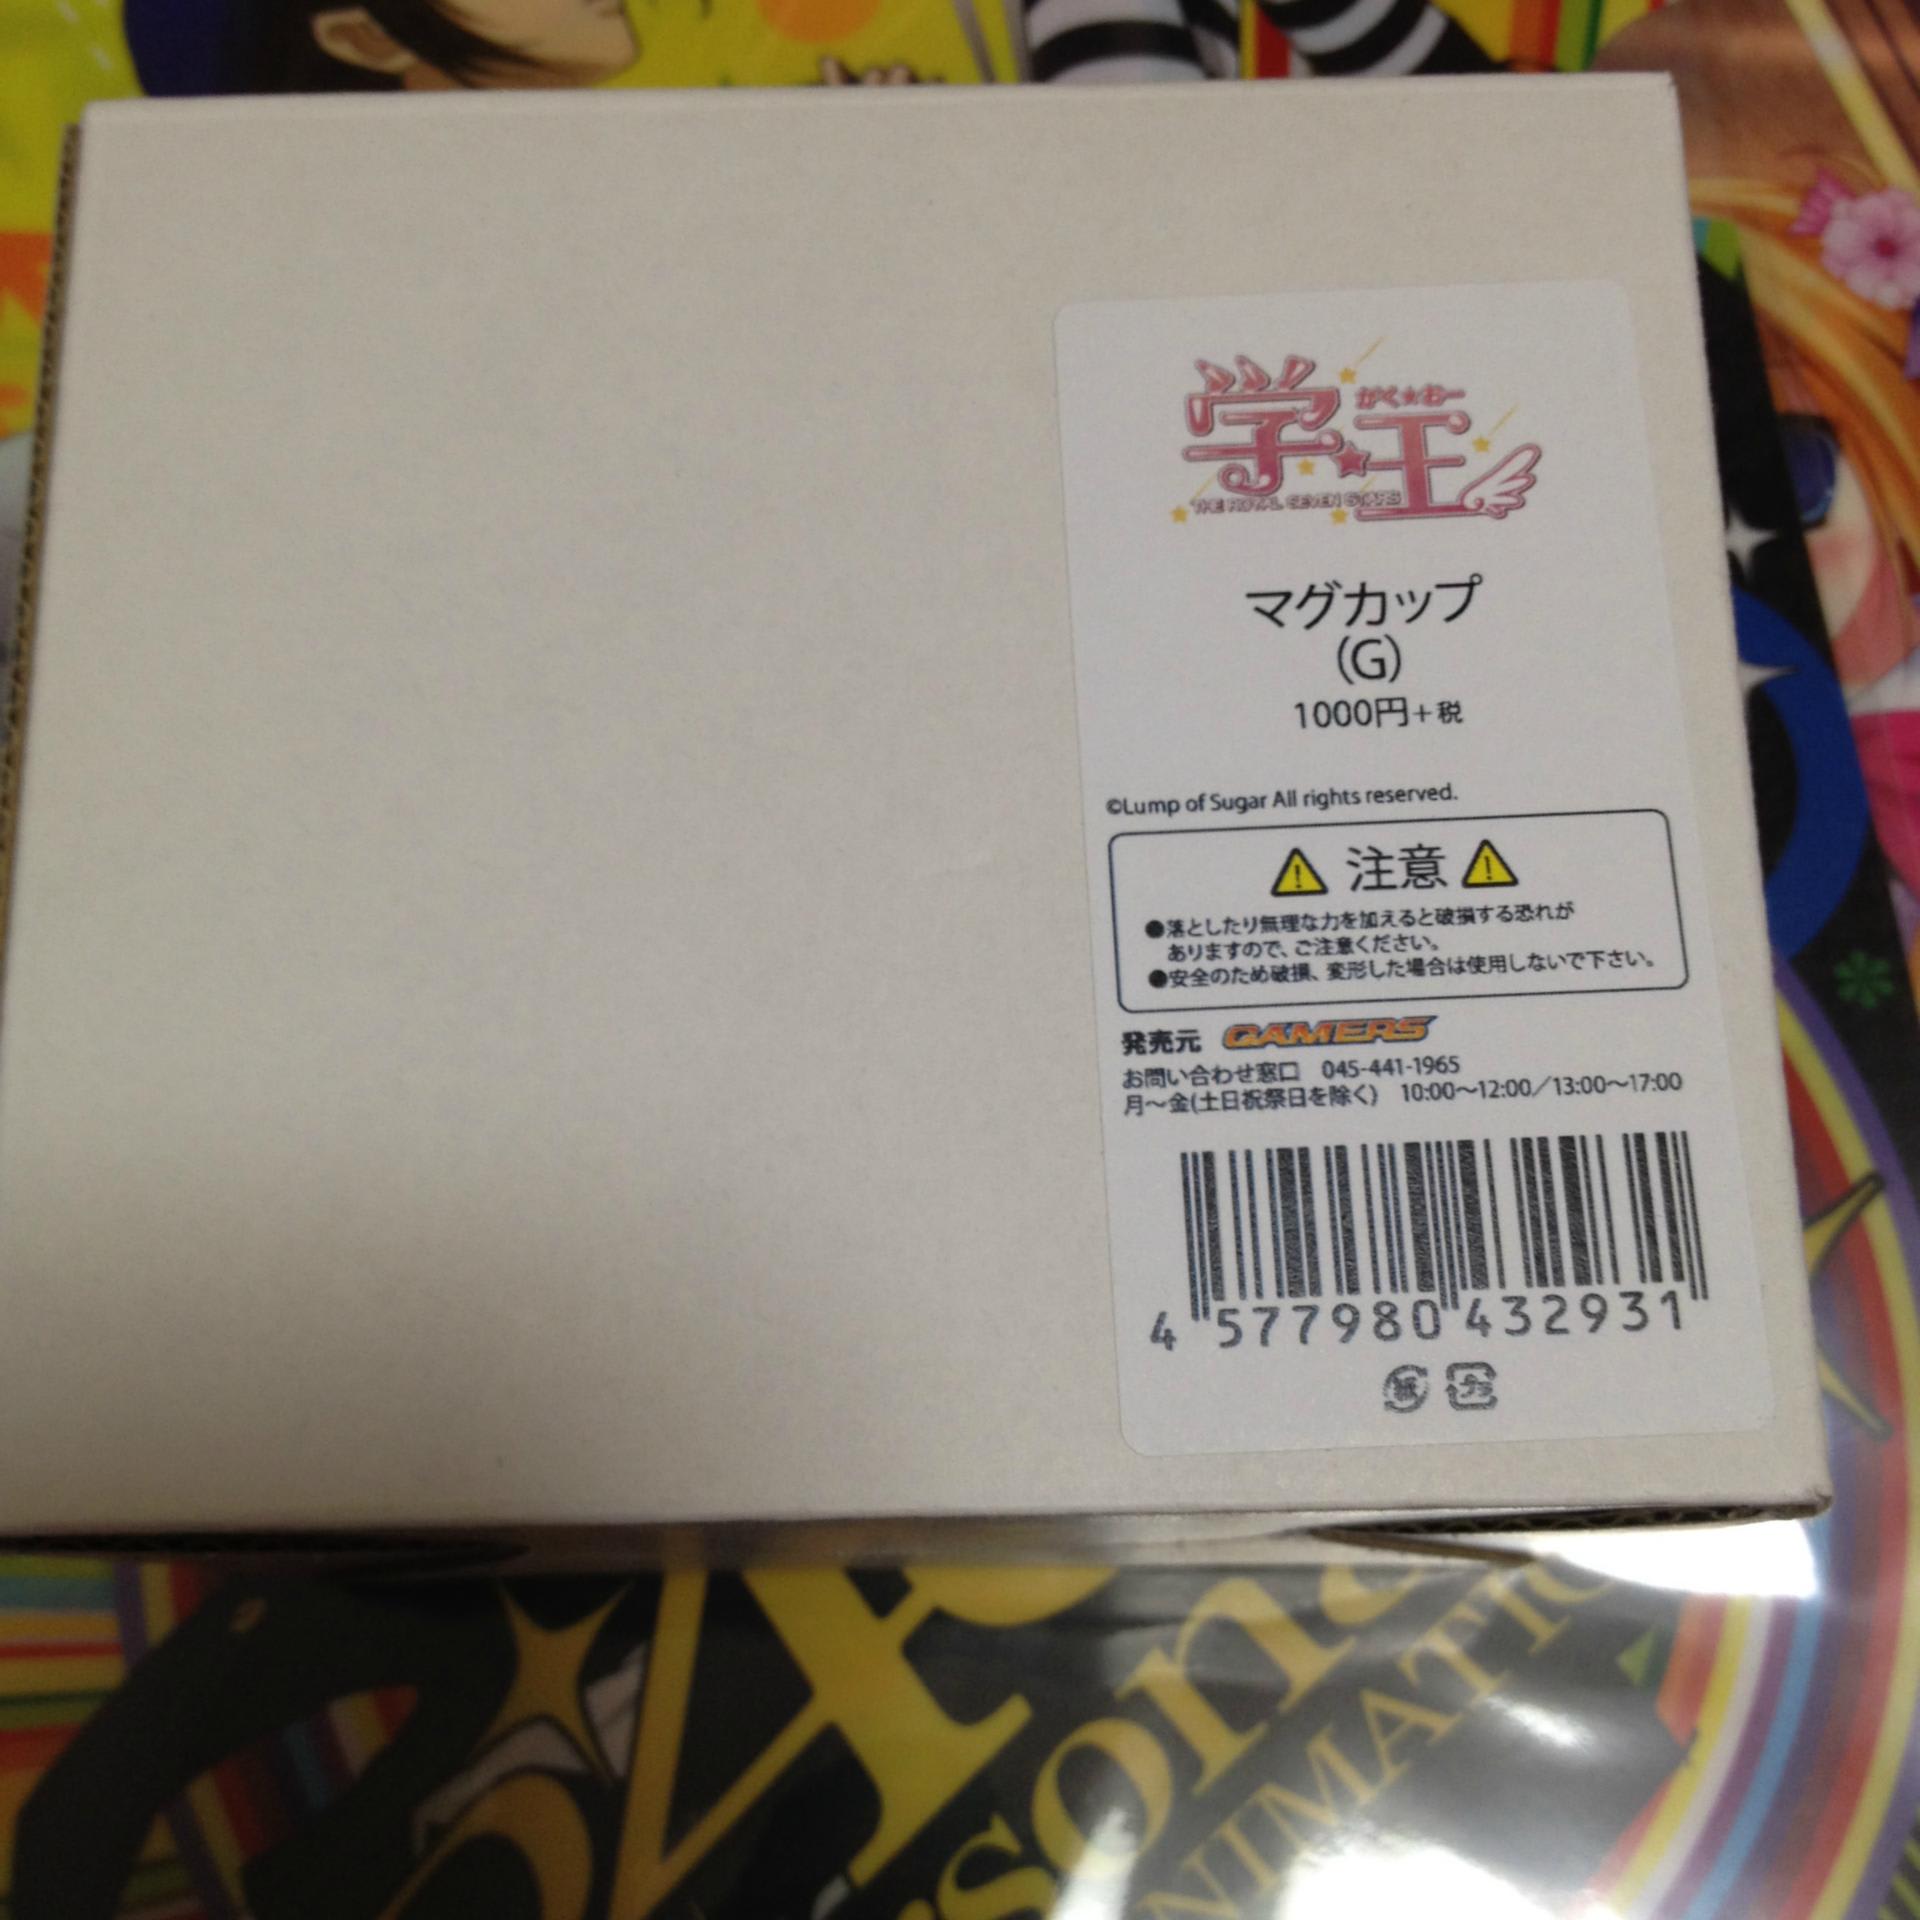 学★王
がく★おー
THE ROYAL SEVEN STARS
マグカップ
(G)
1000円+税
©Lump of Sugar All rights reserved.
注意
●落としたり無理な力を加えると破損する恐れが
ありますので、ご注意ください。
●安全のため破損、変形した場合は使用しないで下さい。
発売元 GAMERS
お問い合わせ窓口 045-441-1965
月～金(土日祝祭日を除く) 10:00～12:00／13:00～17:00
4 577980 432931
紙 プラ